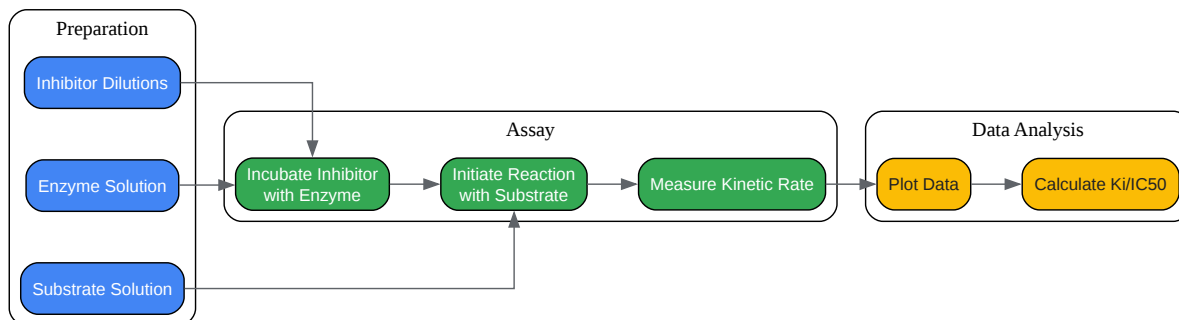 Preparation
Inhibitor Dilutions
Enzyme Solution
Substrate Solution
Assay
Incubate Inhibitor
with Enzyme
Initiate Reaction
with Substrate
Measure Kinetic Rate
Data Analysis
Plot Data
Calculate Ki/IC50